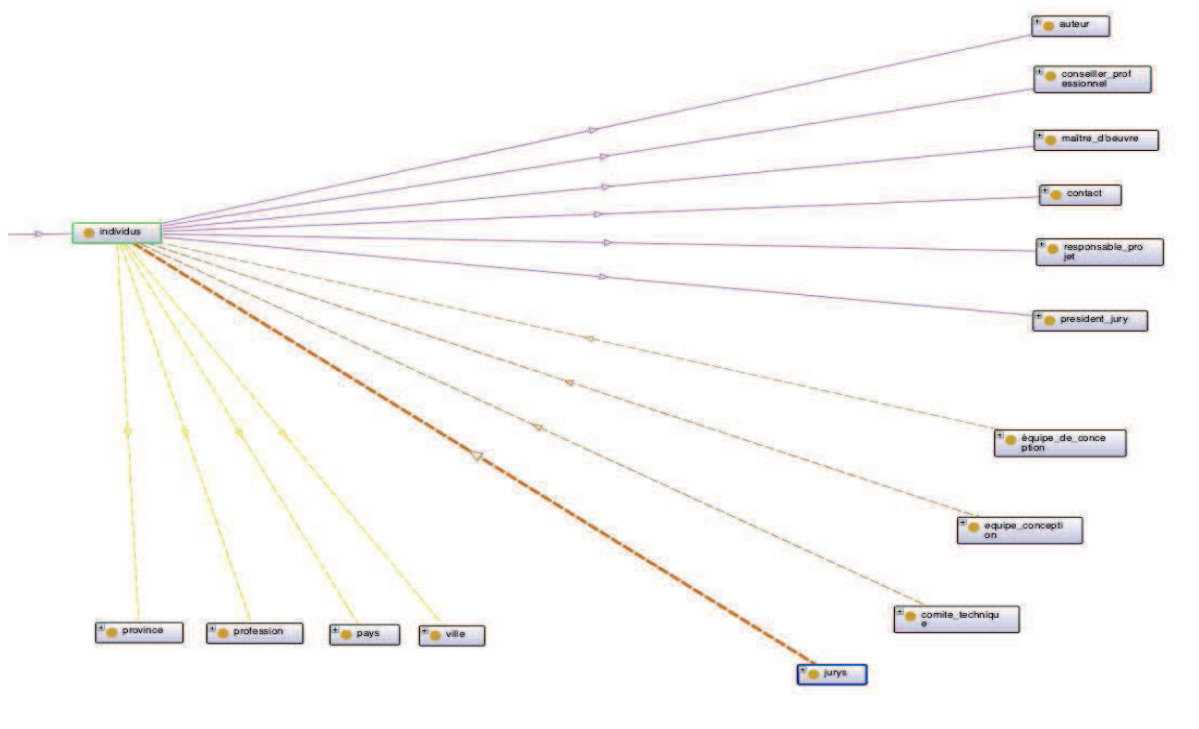 auteur
conseiller_prof
essionnel
maître_d'oeuvre
contact
individus
responsable_pro
jet
president_jury
équipe_de_conce
ption
equipe_concepti
on
comite_techniqu
e
province
profession
pays
ville
jurys